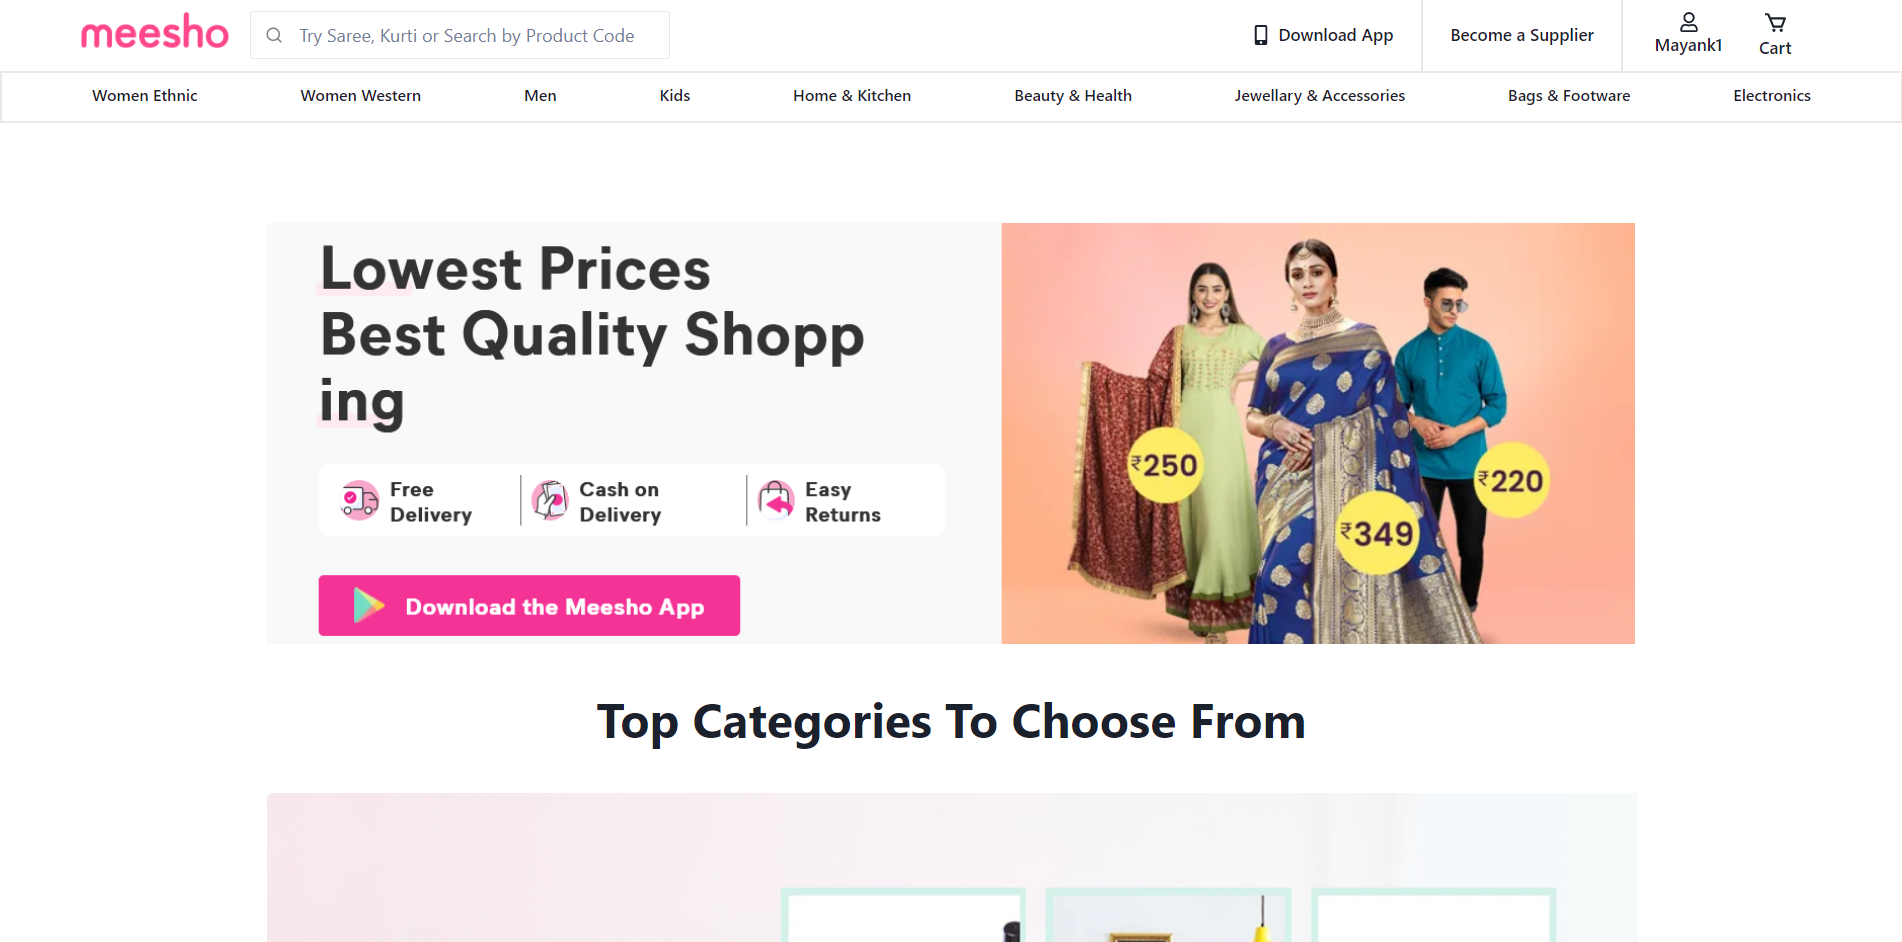 meesho
Try Saree, Kurti or Search by Product Code
Download App
Become a Supplier
Mayank1
Cart
Women Ethnic
Women Western
Men
Kids
Home & Kitchen
Beauty & Health
Jewellary & Accessories
Bags & Footware
Electronics
Lowest Prices
Best Quality Shopp
ing
Free
Delivery
Cash on
Delivery
Easy
Returns
Download the Meesho App
₹250
₹349
₹220
Top Categories To Choose From